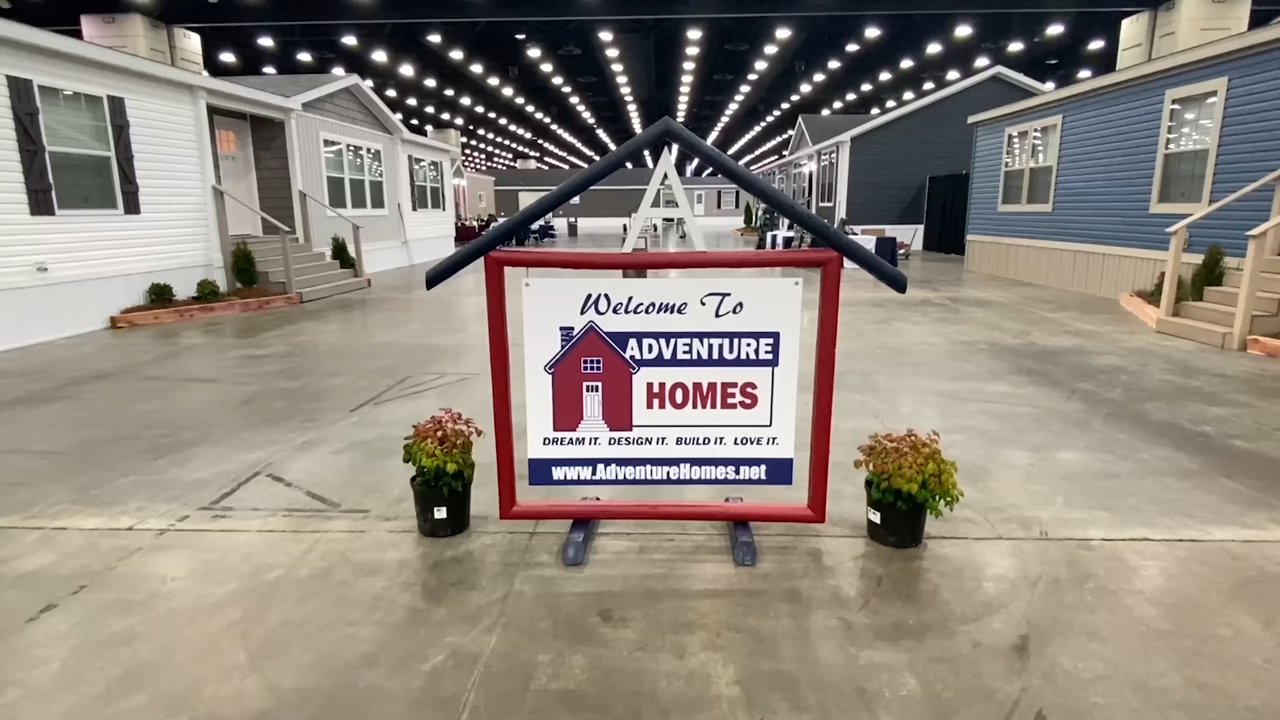 A
Welcome To
ADVENTURE
HOMES
DREAM IT. DESIGN IT. BUILD IT. LOVE IT.
www.AdventureHomes.net